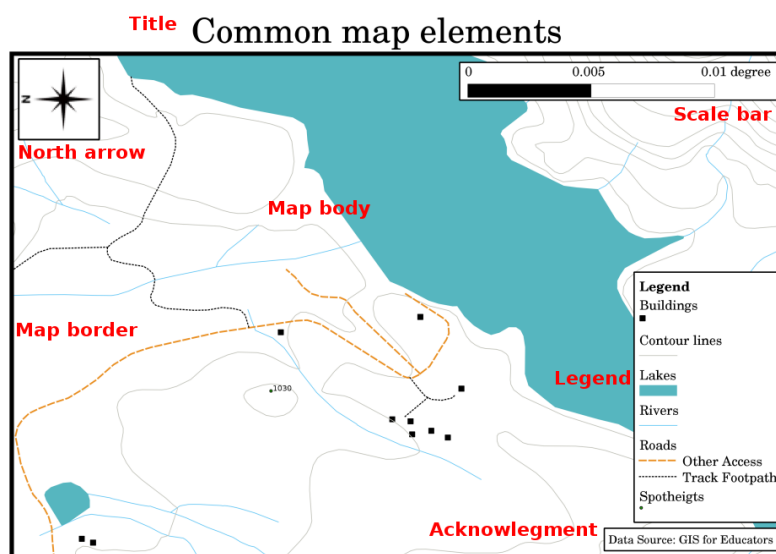 Title Common map elements
0 0.005 0.01 degree
Scale bar
N
North arrow
Map body
Map border
1030
Legend
Legend
Buildings
Contour lines
Lakes
Rivers
Roads
Other Access
Track Footpath
Spotheigts
Acknowlegment
Data Source: GIS for Educators